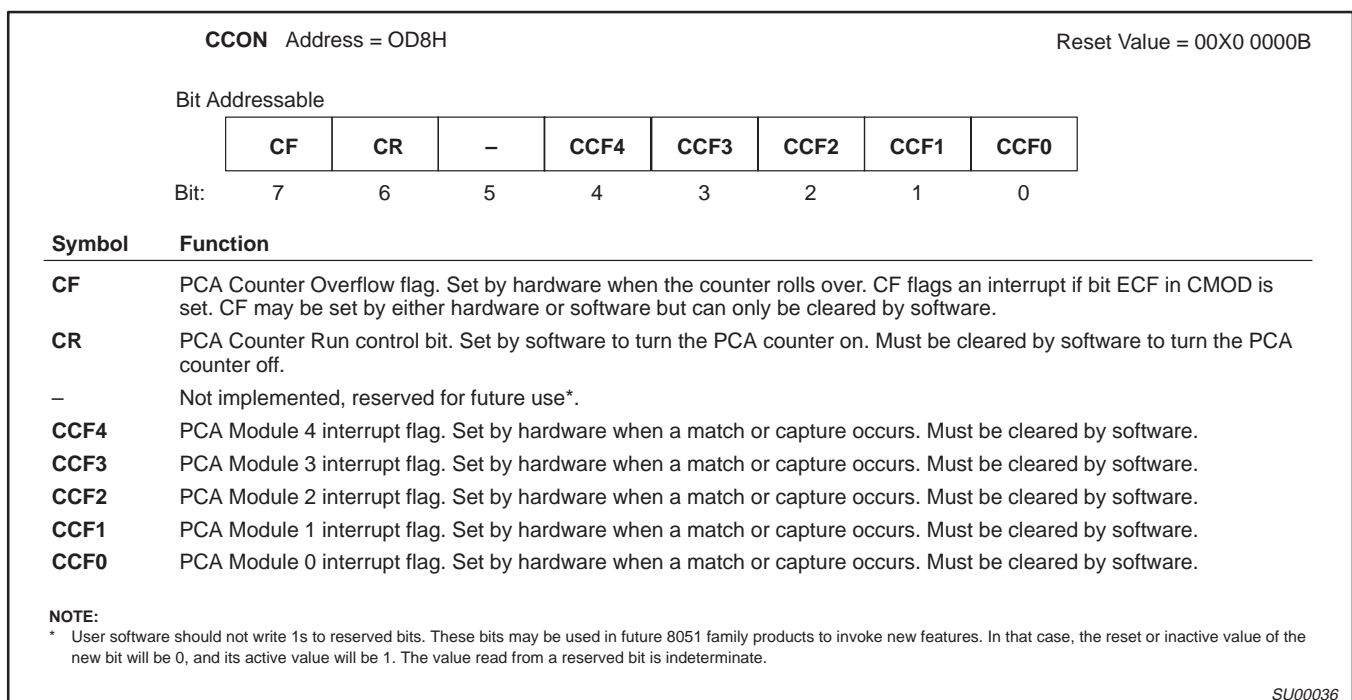 CCON Address = OD8H Reset Value = 00X0 0000B
Bit Addressable
CF CR – CCF4 CCF3 CCF2 CCF1 CCF0
Bit: 7 6 5 4 3 2 1 0
Symbol Function
CF PCA Counter Overflow flag. Set by hardware when the counter rolls over. CF flags an interrupt if bit ECF in CMOD is
set. CF may be set by either hardware or software but can only be cleared by software.
CR PCA Counter Run control bit. Set by software to turn the PCA counter on. Must be cleared by software to turn the PCA
counter off.
– Not implemented, reserved for future use*.
CCF4 PCA Module 4 interrupt flag. Set by hardware when a match or capture occurs. Must be cleared by software.
CCF3 PCA Module 3 interrupt flag. Set by hardware when a match or capture occurs. Must be cleared by software.
CCF2 PCA Module 2 interrupt flag. Set by hardware when a match or capture occurs. Must be cleared by software.
CCF1 PCA Module 1 interrupt flag. Set by hardware when a match or capture occurs. Must be cleared by software.
CCF0 PCA Module 0 interrupt flag. Set by hardware when a match or capture occurs. Must be cleared by software.
NOTE:
* User software should not write 1s to reserved bits. These bits may be used in future 8051 family products to invoke new features. In that case, the reset or inactive value of the
new bit will be 0, and its active value will be 1. The value read from a reserved bit is indeterminate.
SU00036